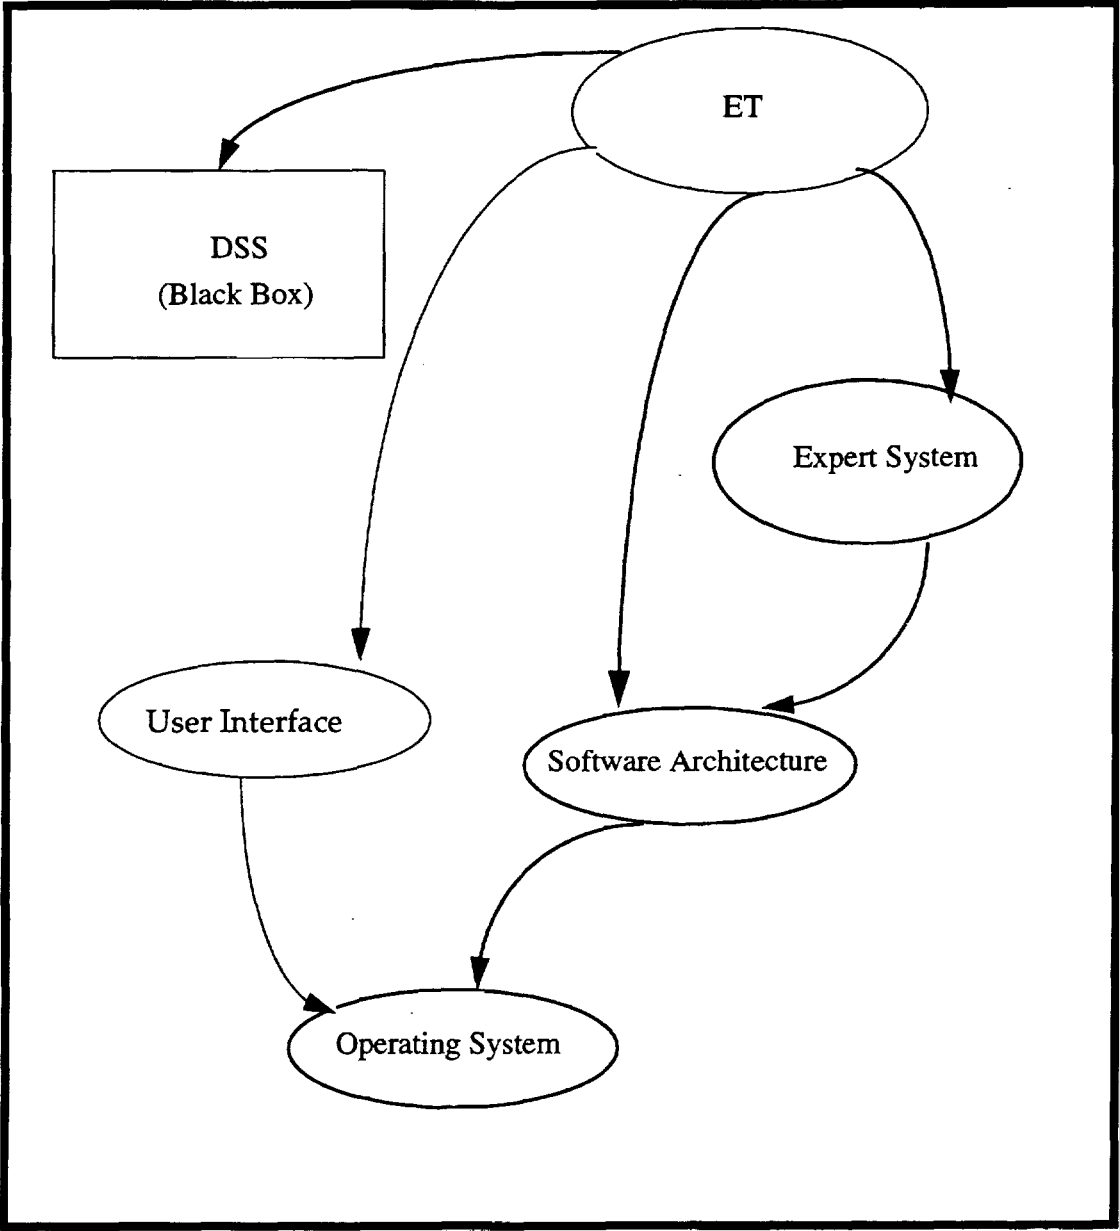 ET
DSS
(Black Box)
Expert System
User Interface
Software Architecture
Operating System